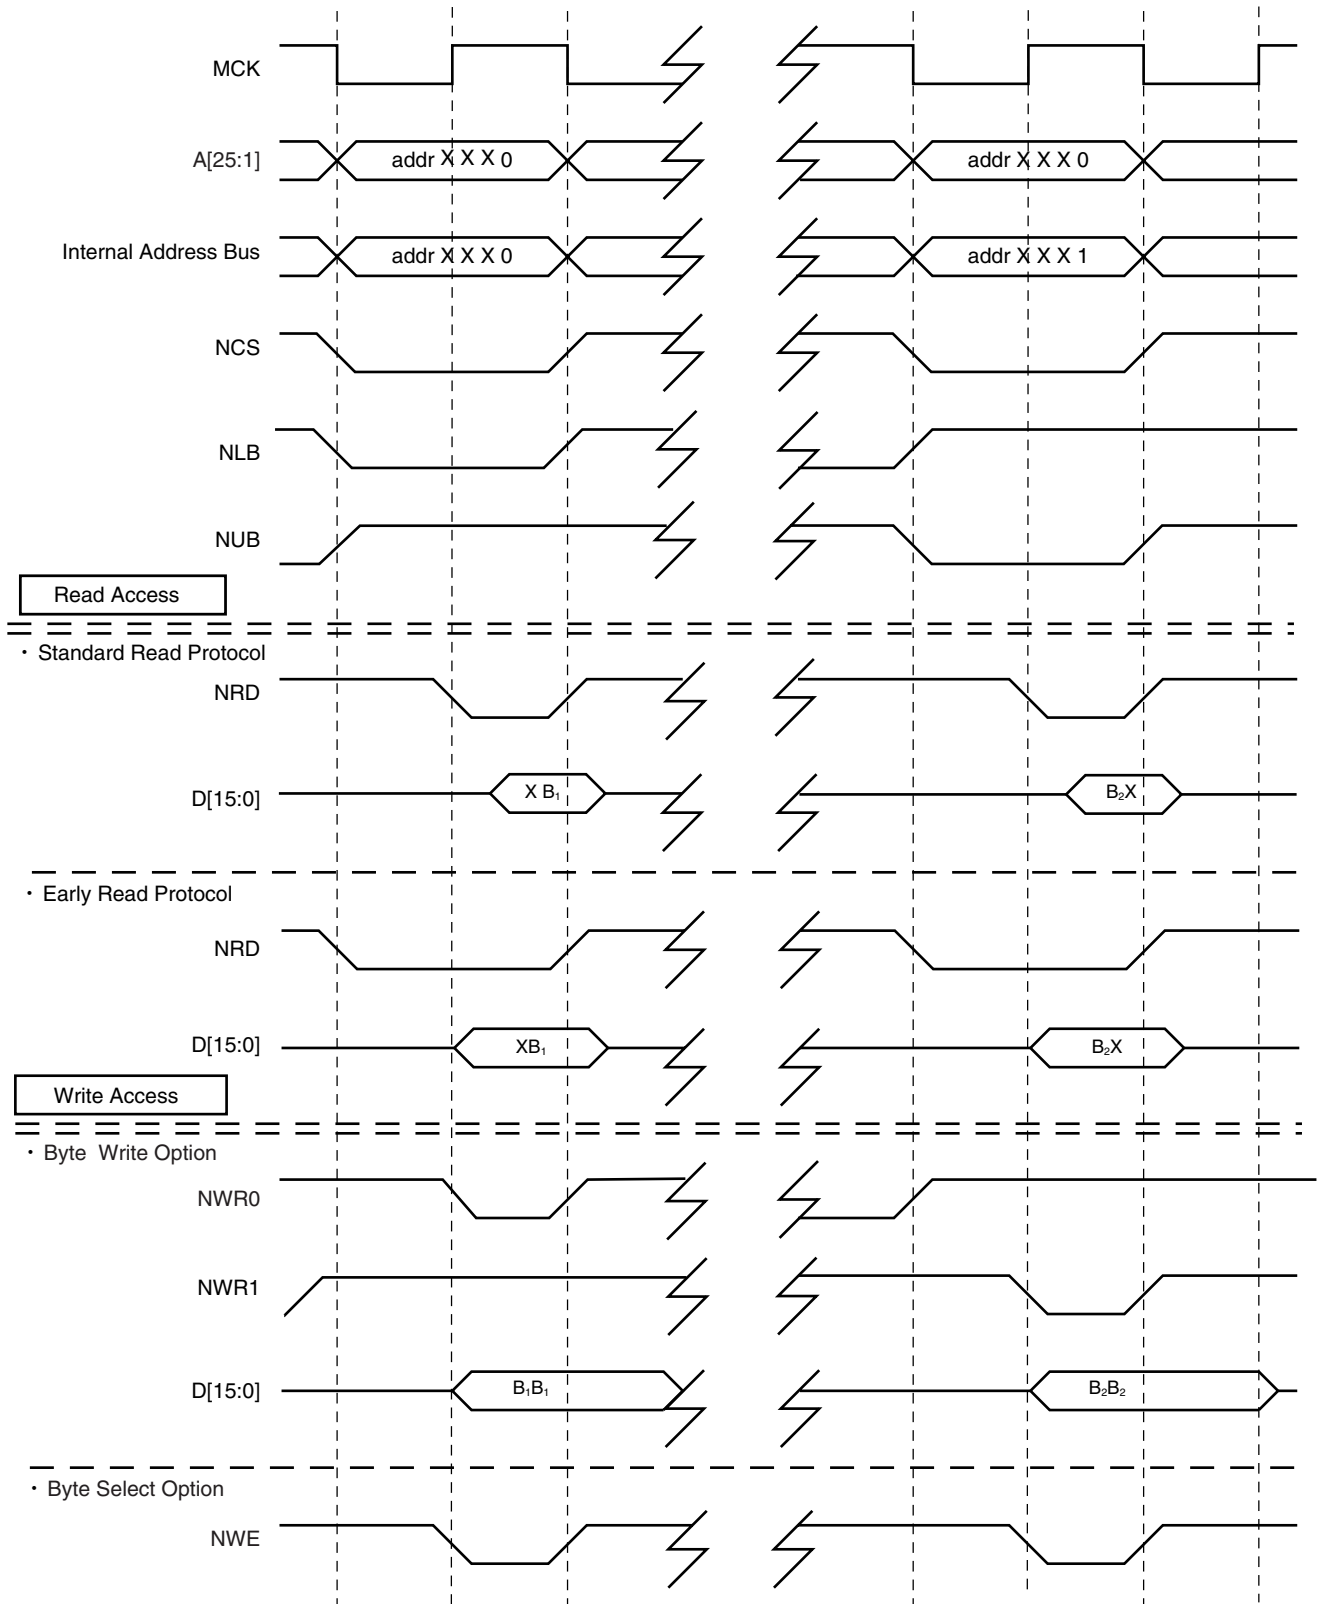 MCK
A[25:1] addr X X X 0 addr X X X 0
Internal Address Bus addr X X X 0 addr X X X 1
NCS
NLB
NUB
Read Access
· Standard Read Protocol
NRD
D[15:0] X B₁ B₂X
· Early Read Protocol
NRD
D[15:0] XB₁ B₂X
Write Access
· Byte Write Option
NWR0
NWR1
D[15:0] B₁B₁ B₂B₂
· Byte Select Option
NWE